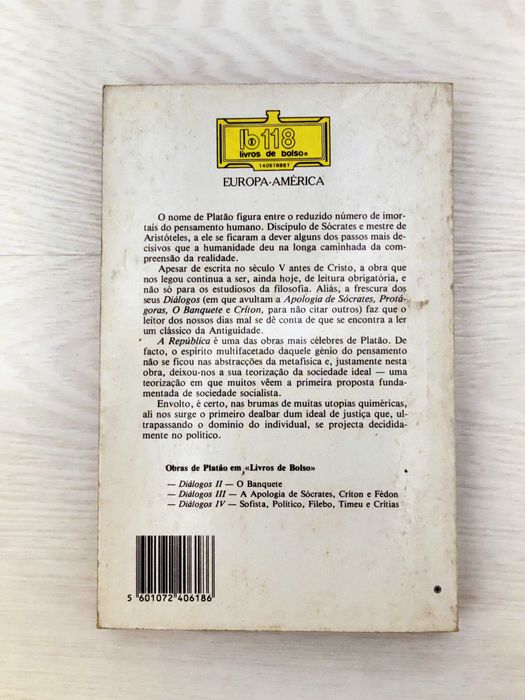 lb 118
livros de bolso
140618881
EUROPA-AMÉRICA
O nome de Platão figura entre o reduzido número de imor-
tais do pensamento humano. Discípulo de Sócrates e mestre de
Aristóteles, a ele se ficaram a dever alguns dos passos mais de-
cisivos que a humanidade deu na longa caminhada da com-
preensão da realidade.
Apesar de escrita no século V antes de Cristo, a obra que
nos legou continua a ser, ainda hoje, de leitura obrigatória, e
não só para os estudiosos da filosofia. Aliás, a frescura dos
seus Diálogos (em que avultam a Apologia de Sócrates, Protá-
goras, O Banquete e Críton, para não citar outros) faz que o
leitor dos nossos dias mal se dê conta de que se encontra a ler
um clássico da Antiguidade.
A República é uma das obras mais célebres de Platão. De
facto, o espírito multifacetado daquele génio do pensamento
não se ficou nas abstracções da metafísica e, justamente nesta
obra, deixou-nos a sua teorização da sociedade ideal — uma
teorização em que muitos vêem a primeira proposta funda-
mentada de sociedade socialista.
Envolto, é certo, nas brumas de muitas utopias quiméricas,
ali nos surge o primeiro dealbar dum ideal de justiça que, ul-
trapassando o domínio do individual, se projecta decidida-
mente no político.
Obras de Platão em «Livros de Bolso»
— Diálogos II — O Banquete
— Diálogos III — A Apologia de Sócrates, Críton e Fédon
— Diálogos IV — Sofista, Político, Filebo, Timeu e Crítias
5 601072 406186